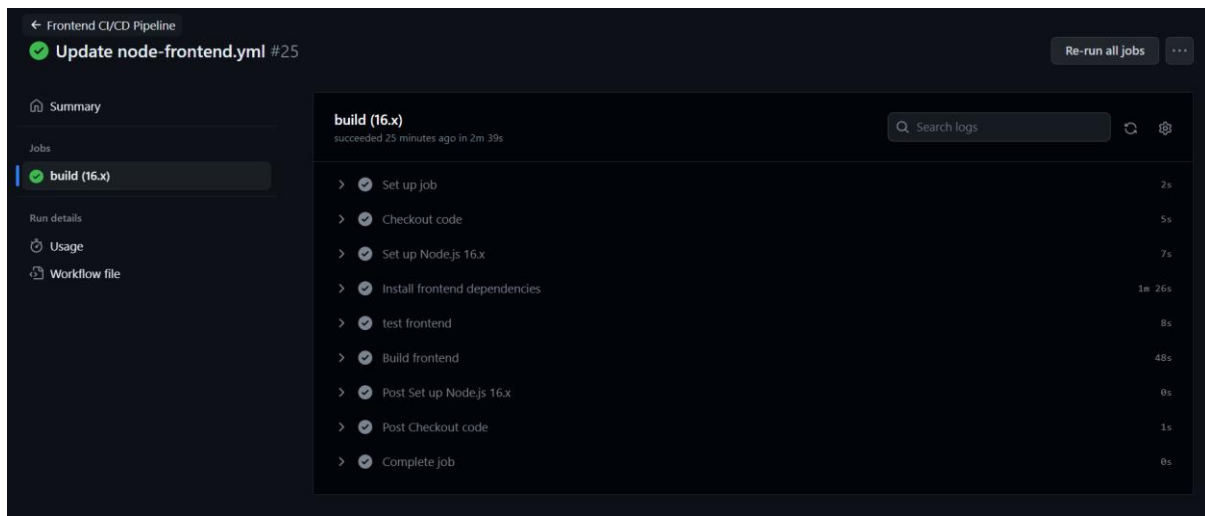 ← Frontend CI/CD Pipeline
Update node-frontend.yml #25
Re-run all jobs
Summary
Jobs
build (16.x)
Run details
Usage
Workflow file
build (16.x)
succeeded 25 minutes ago in 2m 39s
Search logs
Set up job 2s
Checkout code 5s
Set up Node.js 16.x 7s
Install frontend dependencies 1m 26s
test frontend 8s
Build frontend 48s
Post Set up Node.js 16.x 0s
Post Checkout code 1s
Complete job 0s